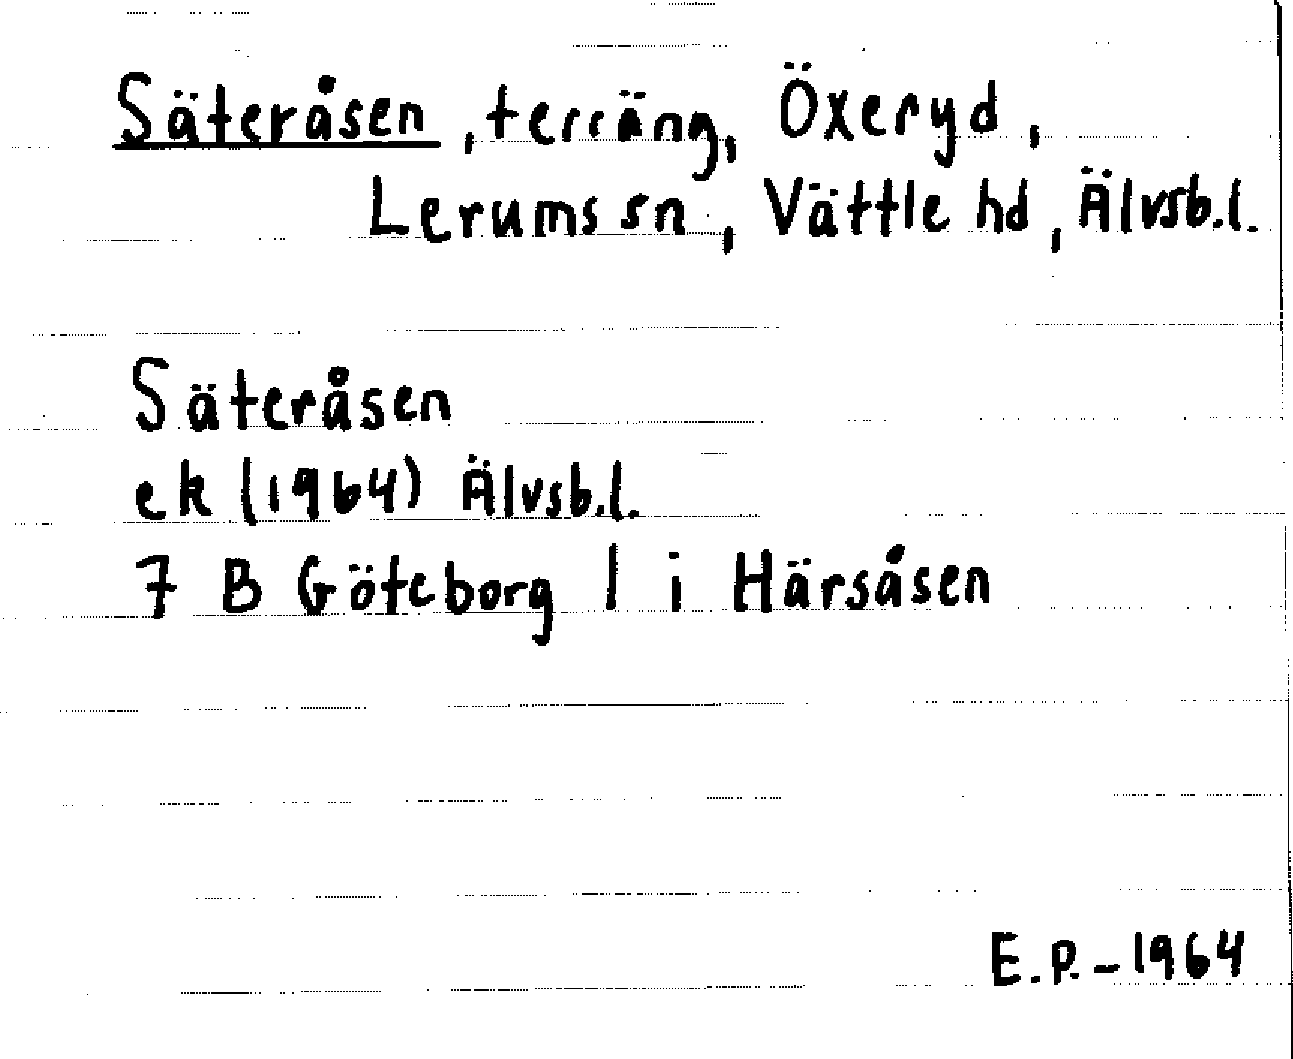 Säteråsen, terräng, Öxeryd,
Lerums sn, Vättle hd, Älvsb.l.
Säteråsen
ek (1964) Älvsb.l.
7 B Göteborg 1 i Härsåsen
E.P. - 1964